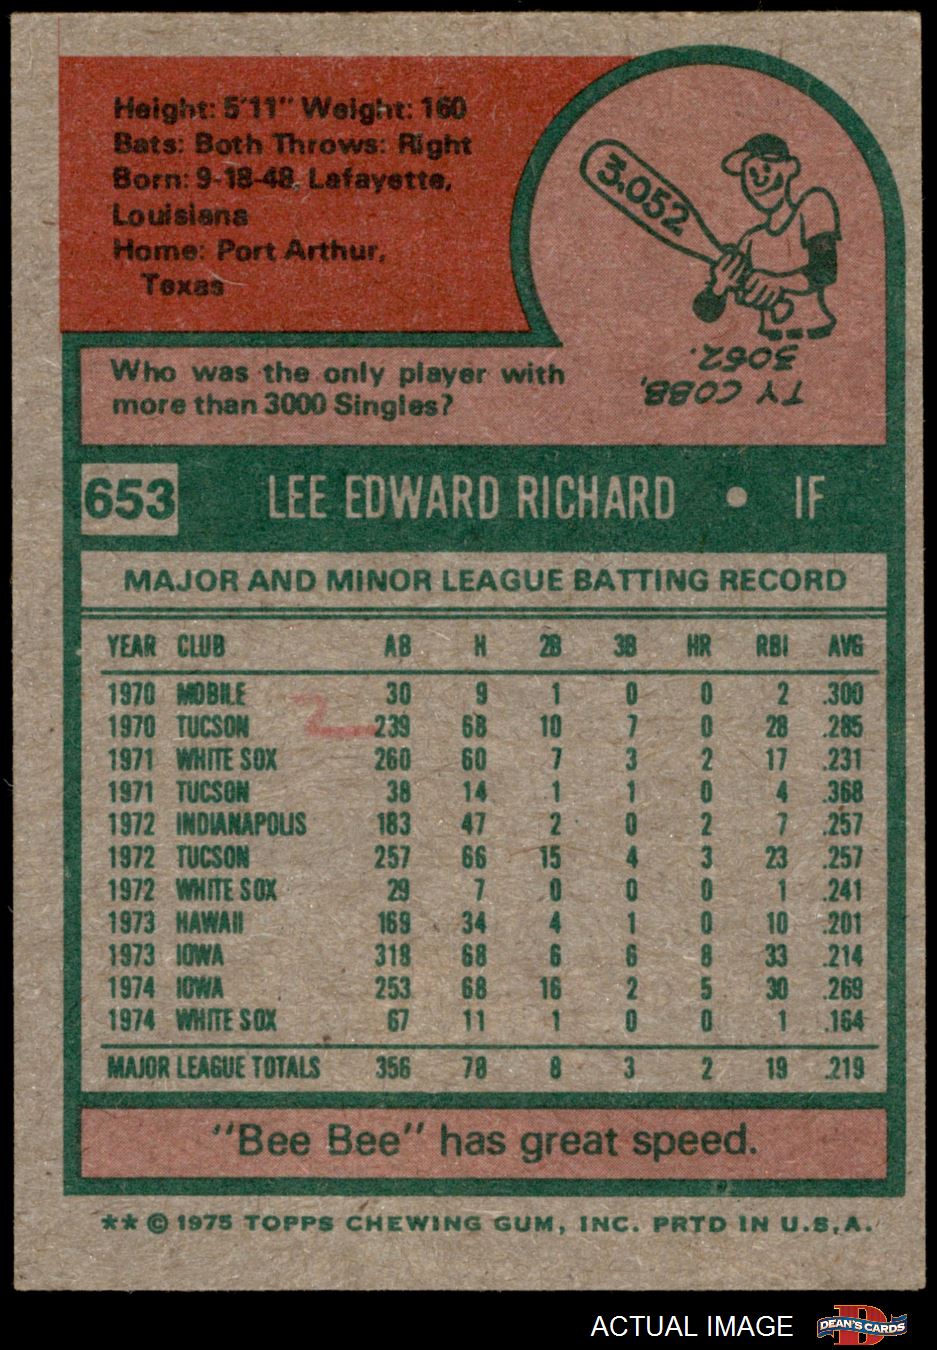 Height: 5'11" Weight: 160
Bats: Both Throws: Right
Born: 9-18-48, Lafayette,
Louisiana
Home: Port Arthur,
Texas
3,052
Who was the only player with
more than 3000 Singles?
TY COBB,
3052.
653 LEE EDWARD RICHARD • IF
MAJOR AND MINOR LEAGUE BATTING RECORD
YEAR CLUB AB H 2B 3B HR RBI AVG
1970 MOBILE 30 9 1 0 0 2 .300
1970 TUCSON 239 68 10 7 0 28 .285
1971 WHITE SOX 260 60 7 3 2 17 .231
1971 TUCSON 38 14 1 1 0 4 .368
1972 INDIANAPOLIS 183 47 2 0 2 7 .257
1972 TUCSON 257 66 15 4 3 23 .257
1972 WHITE SOX 29 7 0 0 0 1 .241
1973 HAWAII 169 34 4 1 0 10 .201
1973 IOWA 318 68 6 6 8 33 .214
1974 IOWA 253 68 16 2 5 30 .269
1974 WHITE SOX 67 11 1 0 0 1 .164
MAJOR LEAGUE TOTALS 356 78 8 3 2 19 .219
"Bee Bee" has great speed.
** © 1975 TOPPS CHEWING GUM, INC. PRTD IN U.S.A.
ACTUAL IMAGE
DEAN'S CARDS